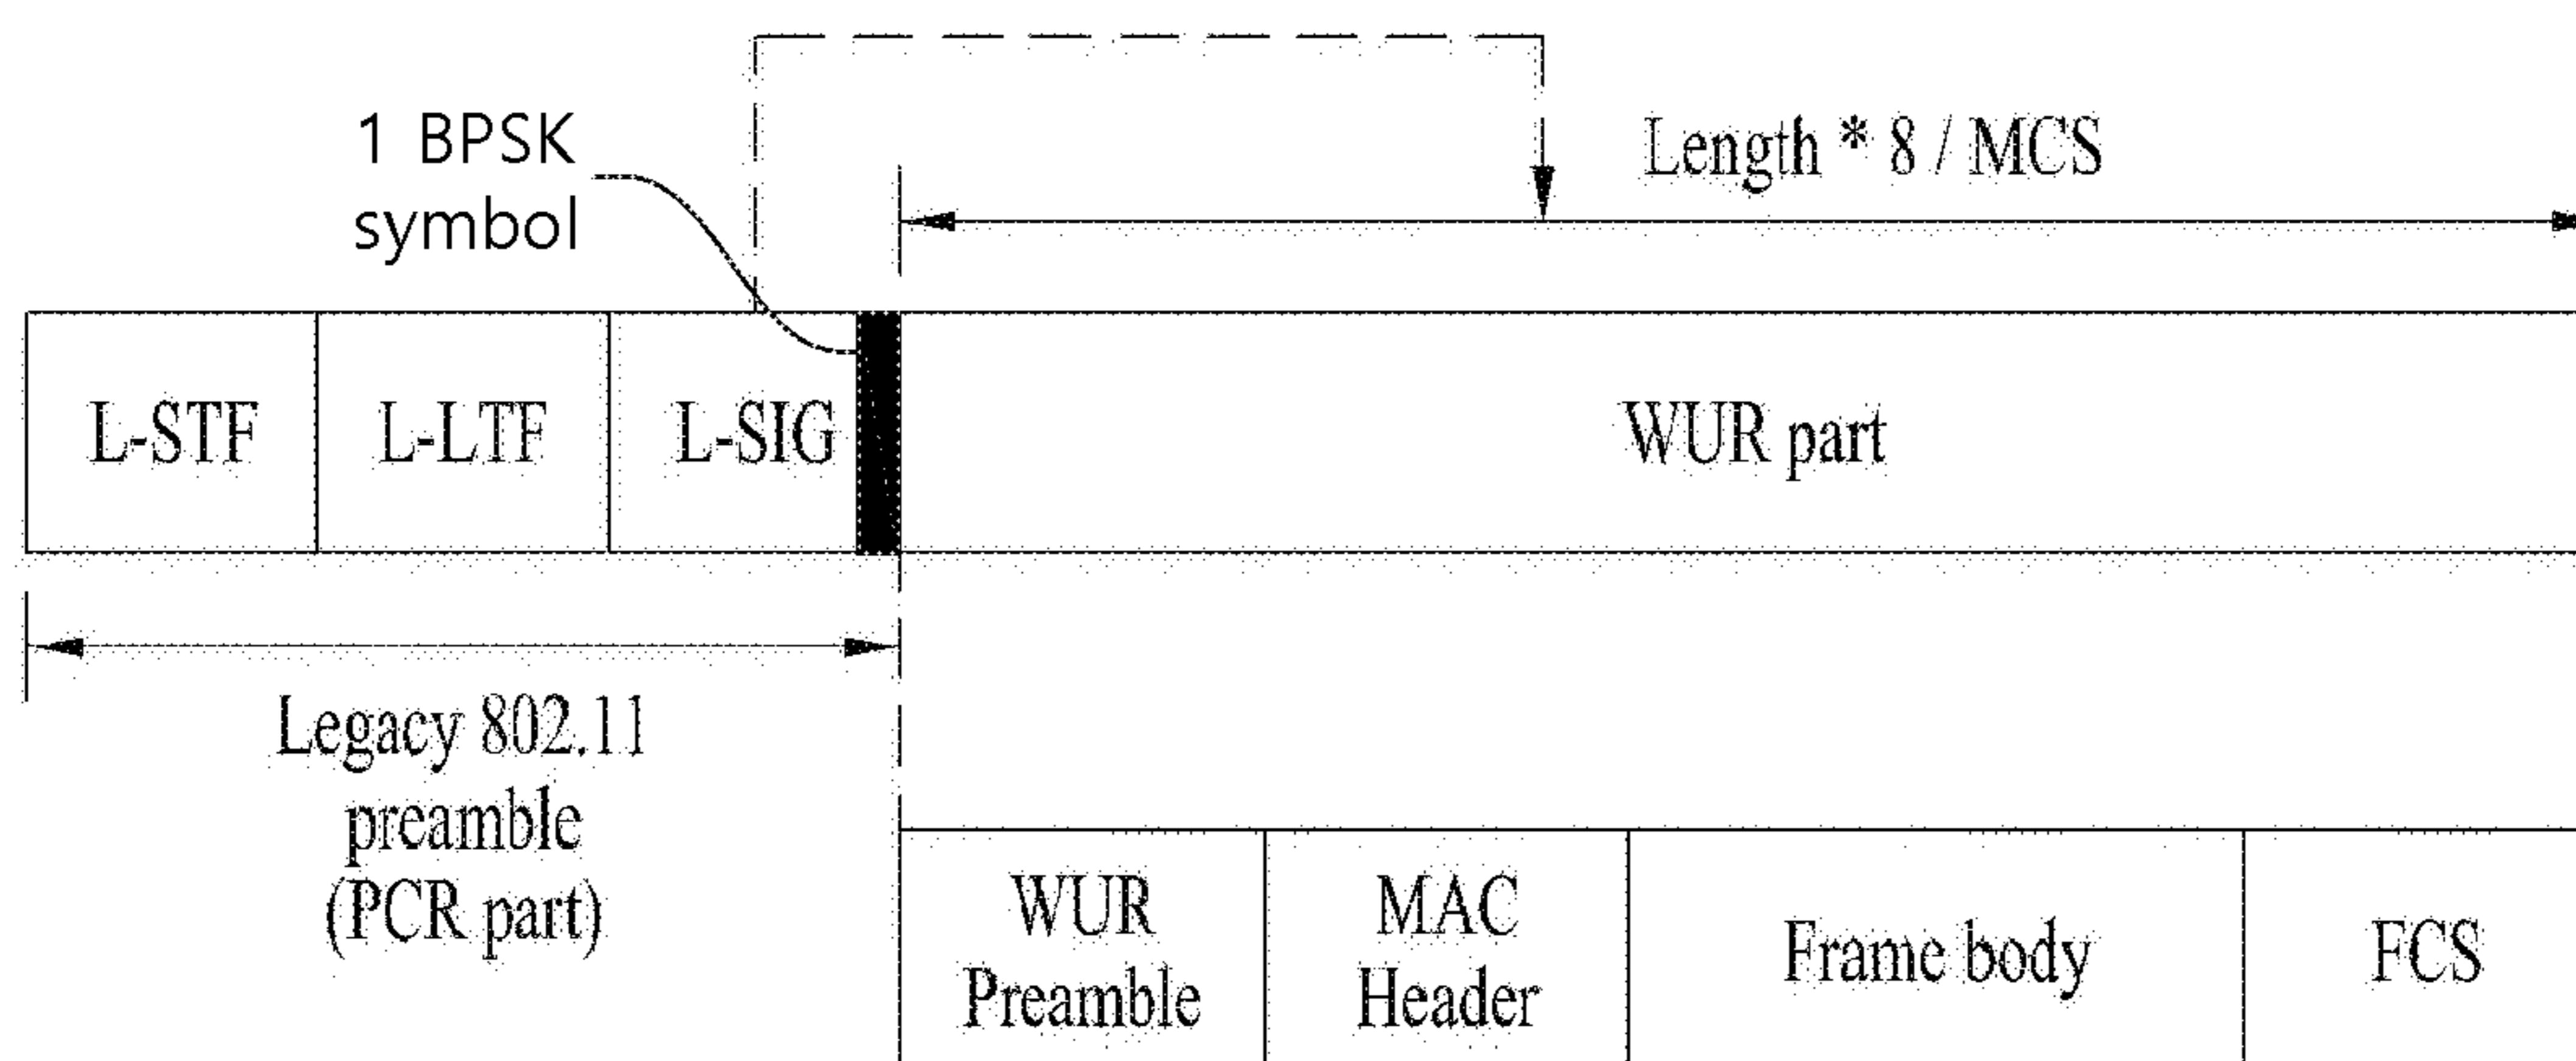 1 BPSK
symbol
Length * 8 / MCS
L-STF
L-LTF
L-SIG
WUR part
Legacy 802.11
preamble
(PCR part)
WUR
Preamble
MAC
Header
Frame body
FCS